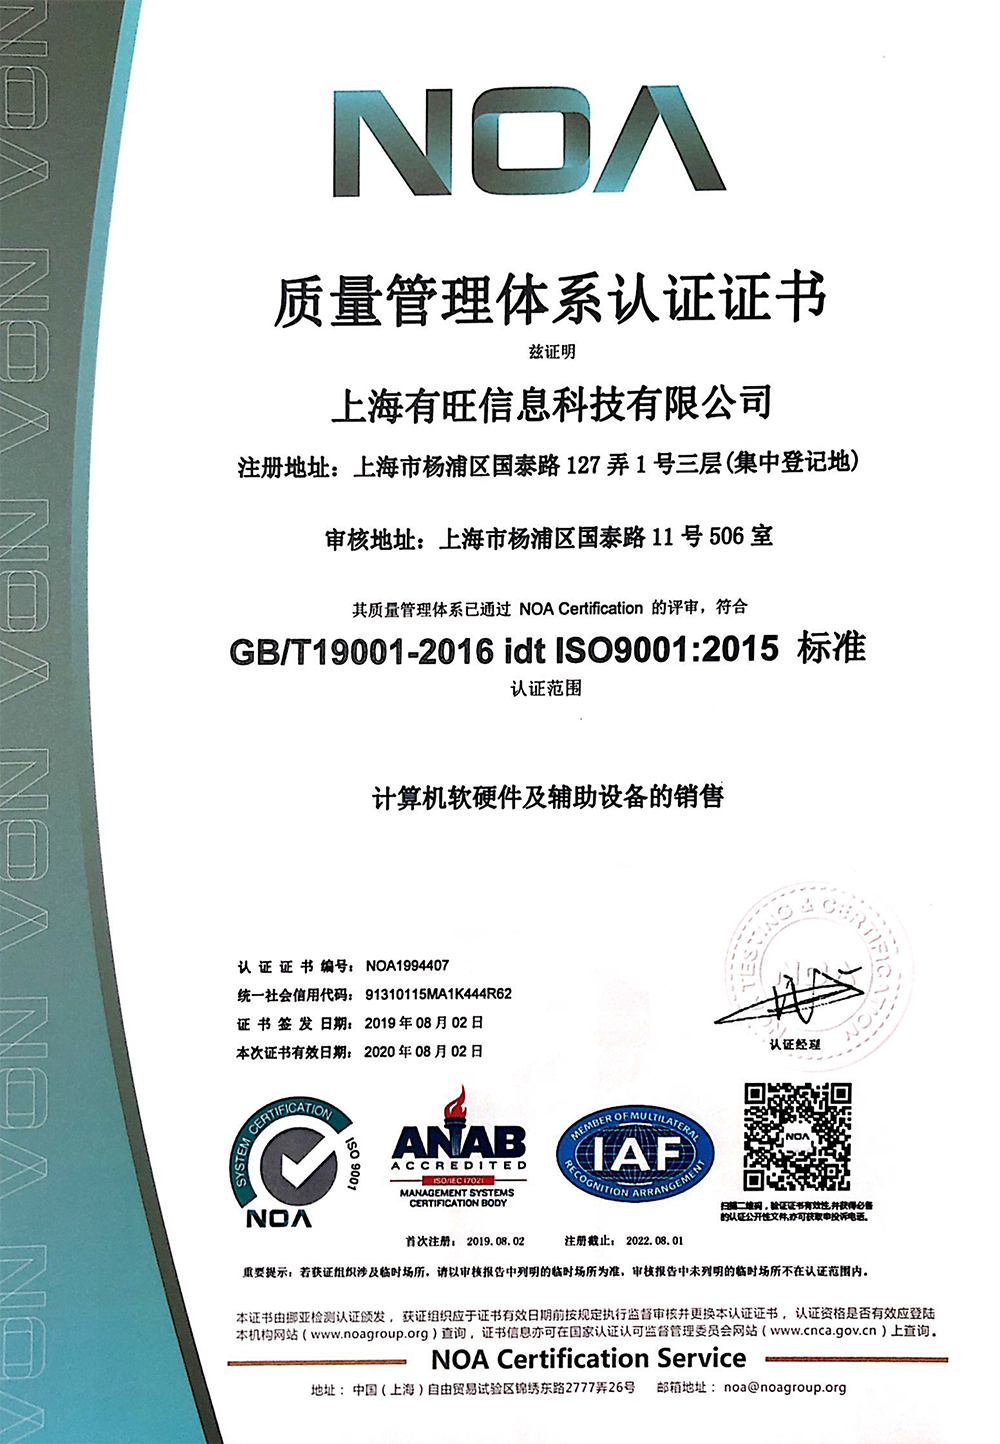 NOA
质量管理体系认证证书
兹证明
上海有旺信息科技有限公司
注册地址：上海市杨浦区国泰路 127 弄 1 号三层(集中登记地)
审核地址：上海市杨浦区国泰路 11 号 506 室
其质量管理体系已通过 NOA Certification 的评审，符合
GB/T19001-2016 idt ISO9001:2015 标准
认证范围
计算机软硬件及辅助设备的销售
认 证 证 书 编号： NOA1994407
统一社会信用代码： 91310115MA1K444R62
证 书 签 发 日期： 2019 年 08 月 02 日
本次证书有效日期： 2020 年 08 月 02 日
TESTING & CERTIFICATION
NOA
认证经理
SYSTEM CERTIFICATION
ISO 9001
NOA
ANAB
ACCREDITED
ISO/IEC 17021
MANAGEMENT SYSTEMS
CERTIFICATION BODY
MEMBER OF MULTILATERAL
IAF
RECOGNITION ARRANGEMENT
NOA
扫描二维码，验证证书有效性,并获得必备
的认证公开性文件,亦可获取申投诉电话。
首次注册： 2019.08.02 注册截止： 2022.08.01
重要提示：若获证组织涉及临时场所，请以审核报告中列明的临时场所为准，审核报告中未列明的临时场所不在认证范围内。
本证书由挪亚检测认证颁发， 获证组织应于证书有效日期前按规定执行监督审核并更换本认证证书， 认证资格是否有效应登陆
本机构网站（www.noagroup.org）查询，证书信息亦可在国家认证认可监督管理委员会网站（www.cnca.gov.cn）上查询。
NOA Certification Service
地址： 中国（上海）自由贸易试验区锦绣东路2777弄26号 邮箱地址： noa@noagroup.org